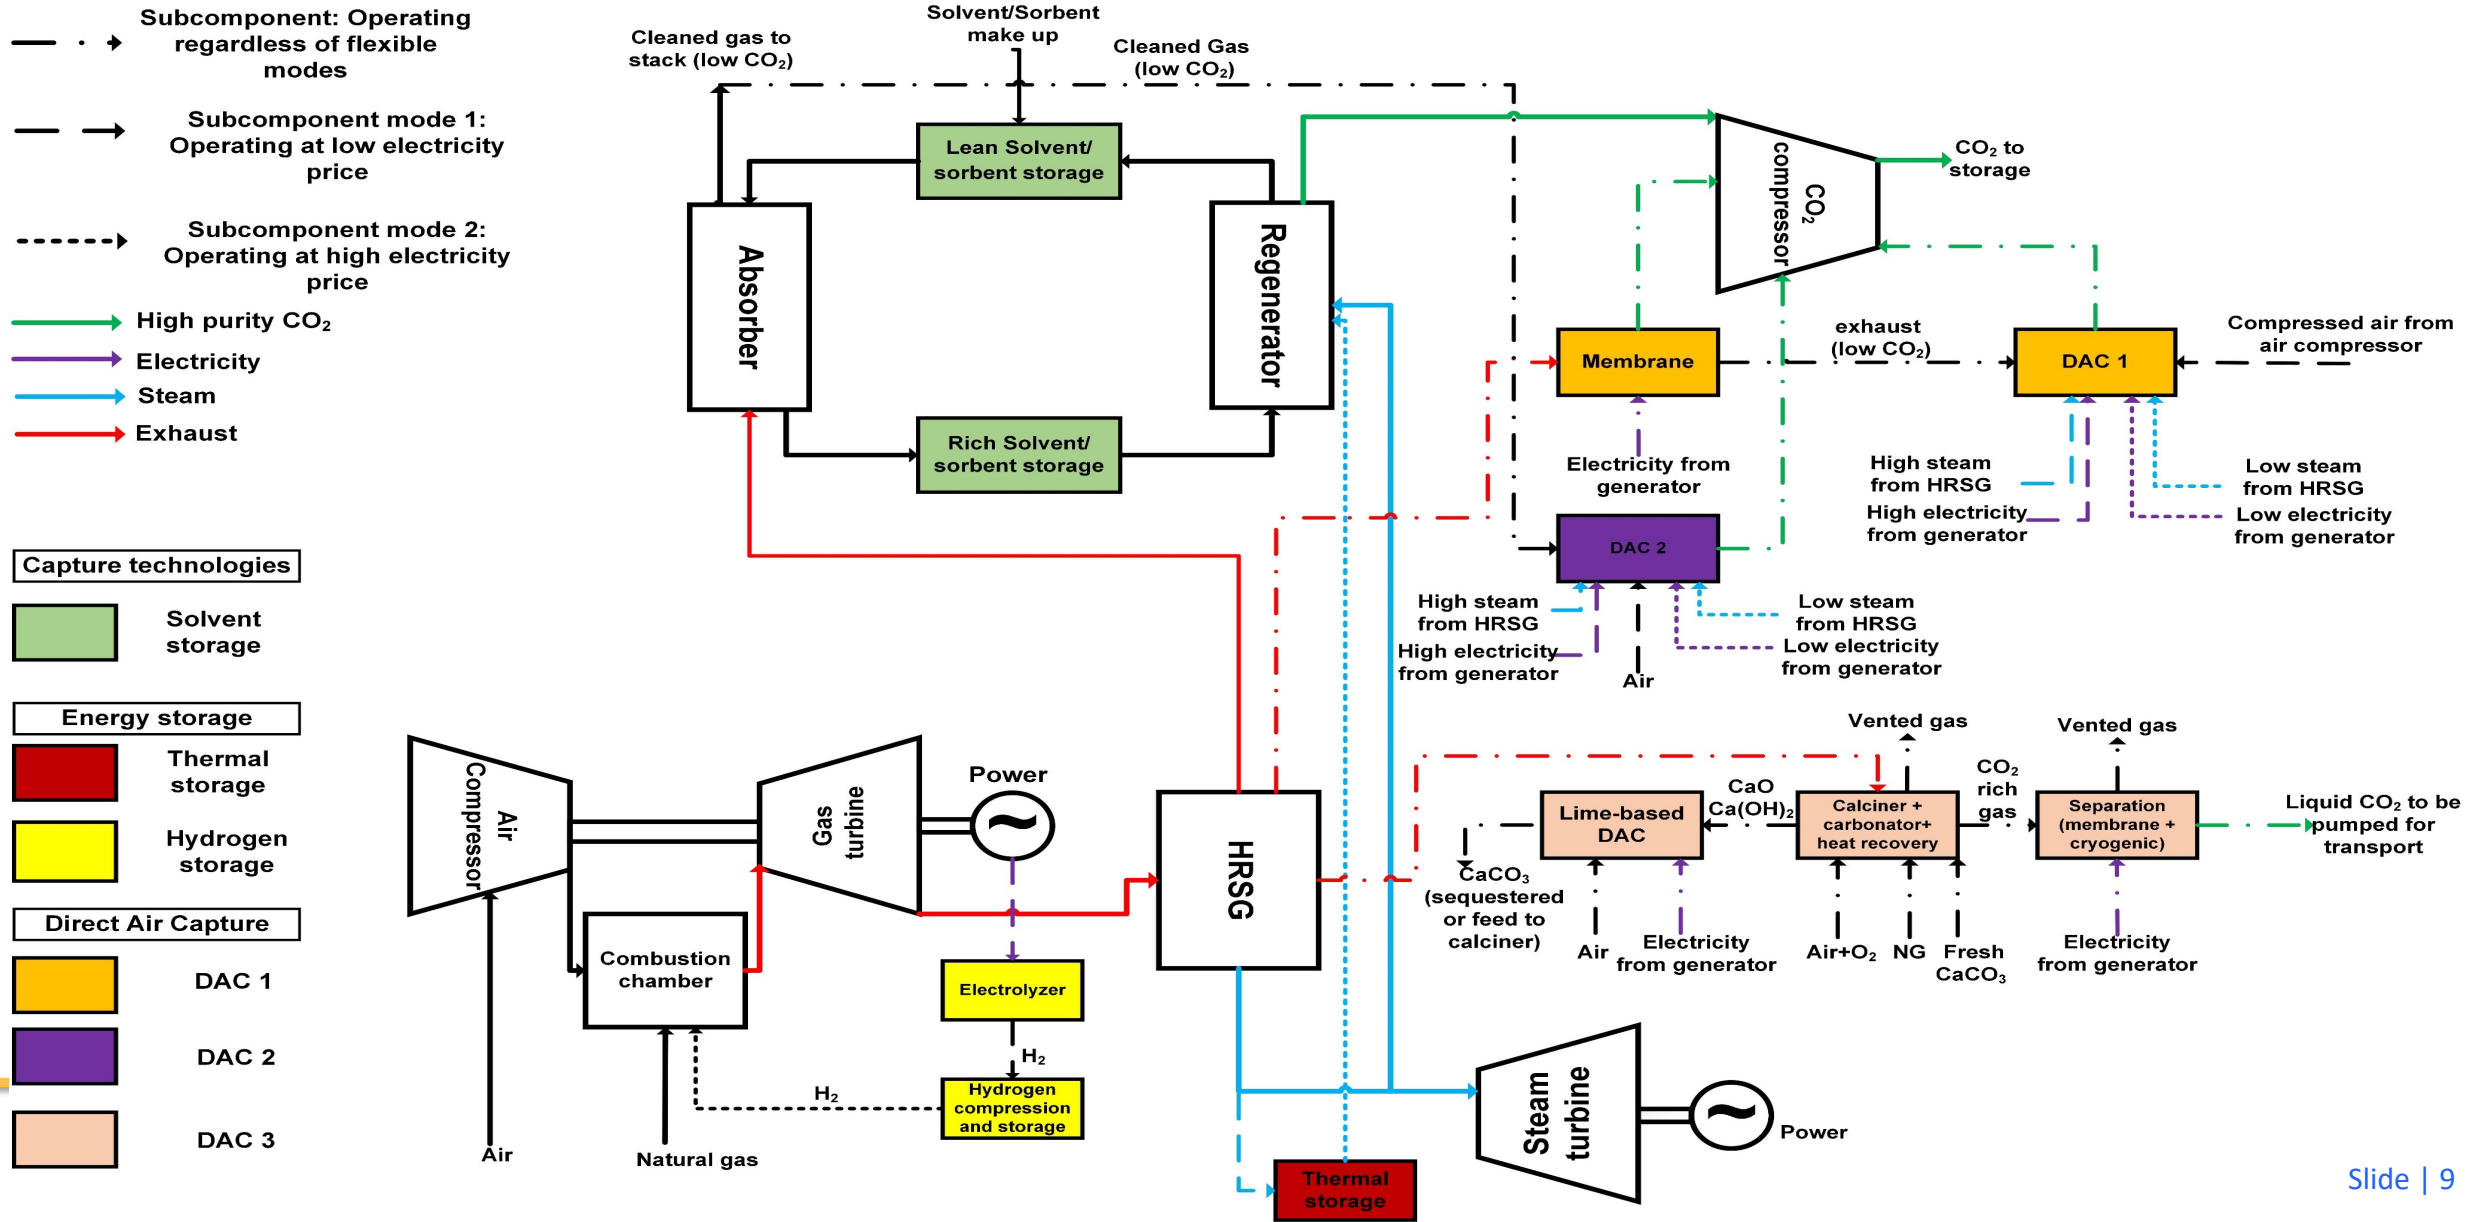 Subcomponent: Operating
regardless of flexible
modes
Subcomponent mode 1:
Operating at low electricity
price
Subcomponent mode 2:
Operating at high electricity
price
High purity CO₂
Electricity
Steam
Exhaust
Capture technologies
Solvent
storage
Energy storage
Thermal
storage
Hydrogen
storage
Direct Air Capture
DAC 1
DAC 2
DAC 3
Cleaned gas to
stack (low CO₂)
Solvent/Sorbent
make up
Cleaned Gas
(low CO₂)
Lean Solvent/
sorbent storage
Absorber
Regenerator
Rich Solvent/
sorbent storage
CO₂
compressor
CO₂ to
storage
Membrane
exhaust
(low CO₂)
DAC 1
Compressed air from
air compressor
Electricity from
generator
High steam
from HRSG
High electricity
from generator
Low steam
from HRSG
Low electricity
from generator
DAC 2
High steam
from HRSG
High electricity
from generator
Air
Low steam
from HRSG
Low electricity
from generator
Air
Compressor
Gas
turbine
Power
Combustion
chamber
Electrolyzer
H₂
Hydrogen
compression
and storage
H₂
Air
Natural gas
HRSG
Vented gas
Vented gas
Lime-based
DAC
CaO
Ca(OH)₂
Calciner +
carbonator+
heat recovery
CO₂
rich
gas
Separation
(membrane +
cryogenic)
Liquid CO₂ to be
pumped for
transport
CaCO₃
(sequestered
or feed to
calciner)
Air
Electricity
from generator
Air+O₂
NG
Fresh
CaCO₃
Electricity
from generator
Steam
turbine
Power
Thermal
storage
Slide | 9